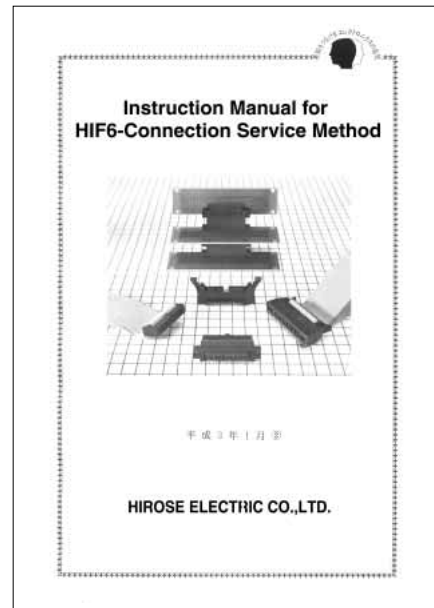 Instruction Manual for
HIF6-Connection Service Method
平成3年1月
HIROSE ELECTRIC CO.,LTD.